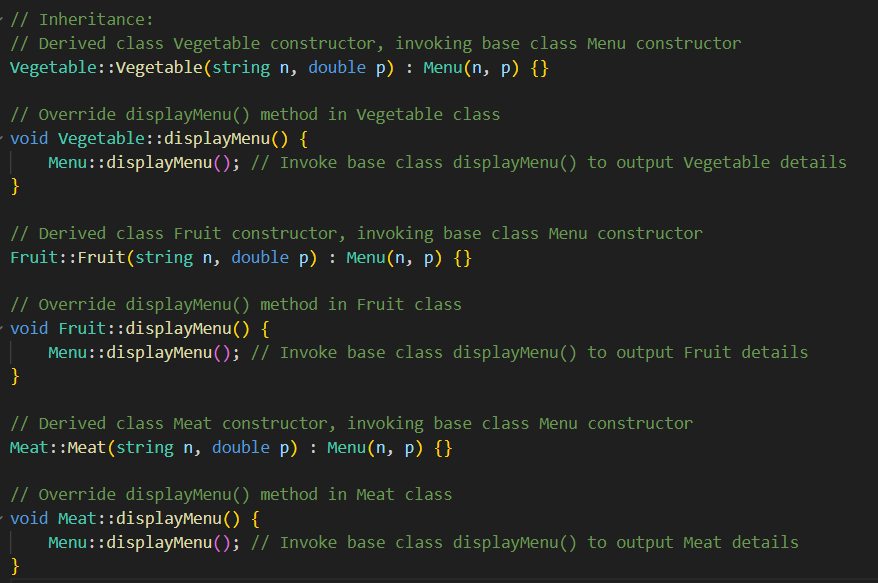 // Inheritance:
// Derived class Vegetable constructor, invoking base class Menu constructor
Vegetable::Vegetable(string n, double p) : Menu(n, p) {}
// Override displayMenu() method in Vegetable class
void Vegetable::displayMenu() {
Menu::displayMenu(); // Invoke base class displayMenu() to output Vegetable details
}
// Derived class Fruit constructor, invoking base class Menu constructor
Fruit::Fruit(string n, double p) : Menu(n, p) {}
// Override displayMenu() method in Fruit class
void Fruit::displayMenu() {
Menu::displayMenu(); // Invoke base class displayMenu() to output Fruit details
}
// Derived class Meat constructor, invoking base class Menu constructor
Meat::Meat(string n, double p) : Menu(n, p) {}
// Override displayMenu() method in Meat class
void Meat::displayMenu() {
Menu::displayMenu(); // Invoke base class displayMenu() to output Meat details
}